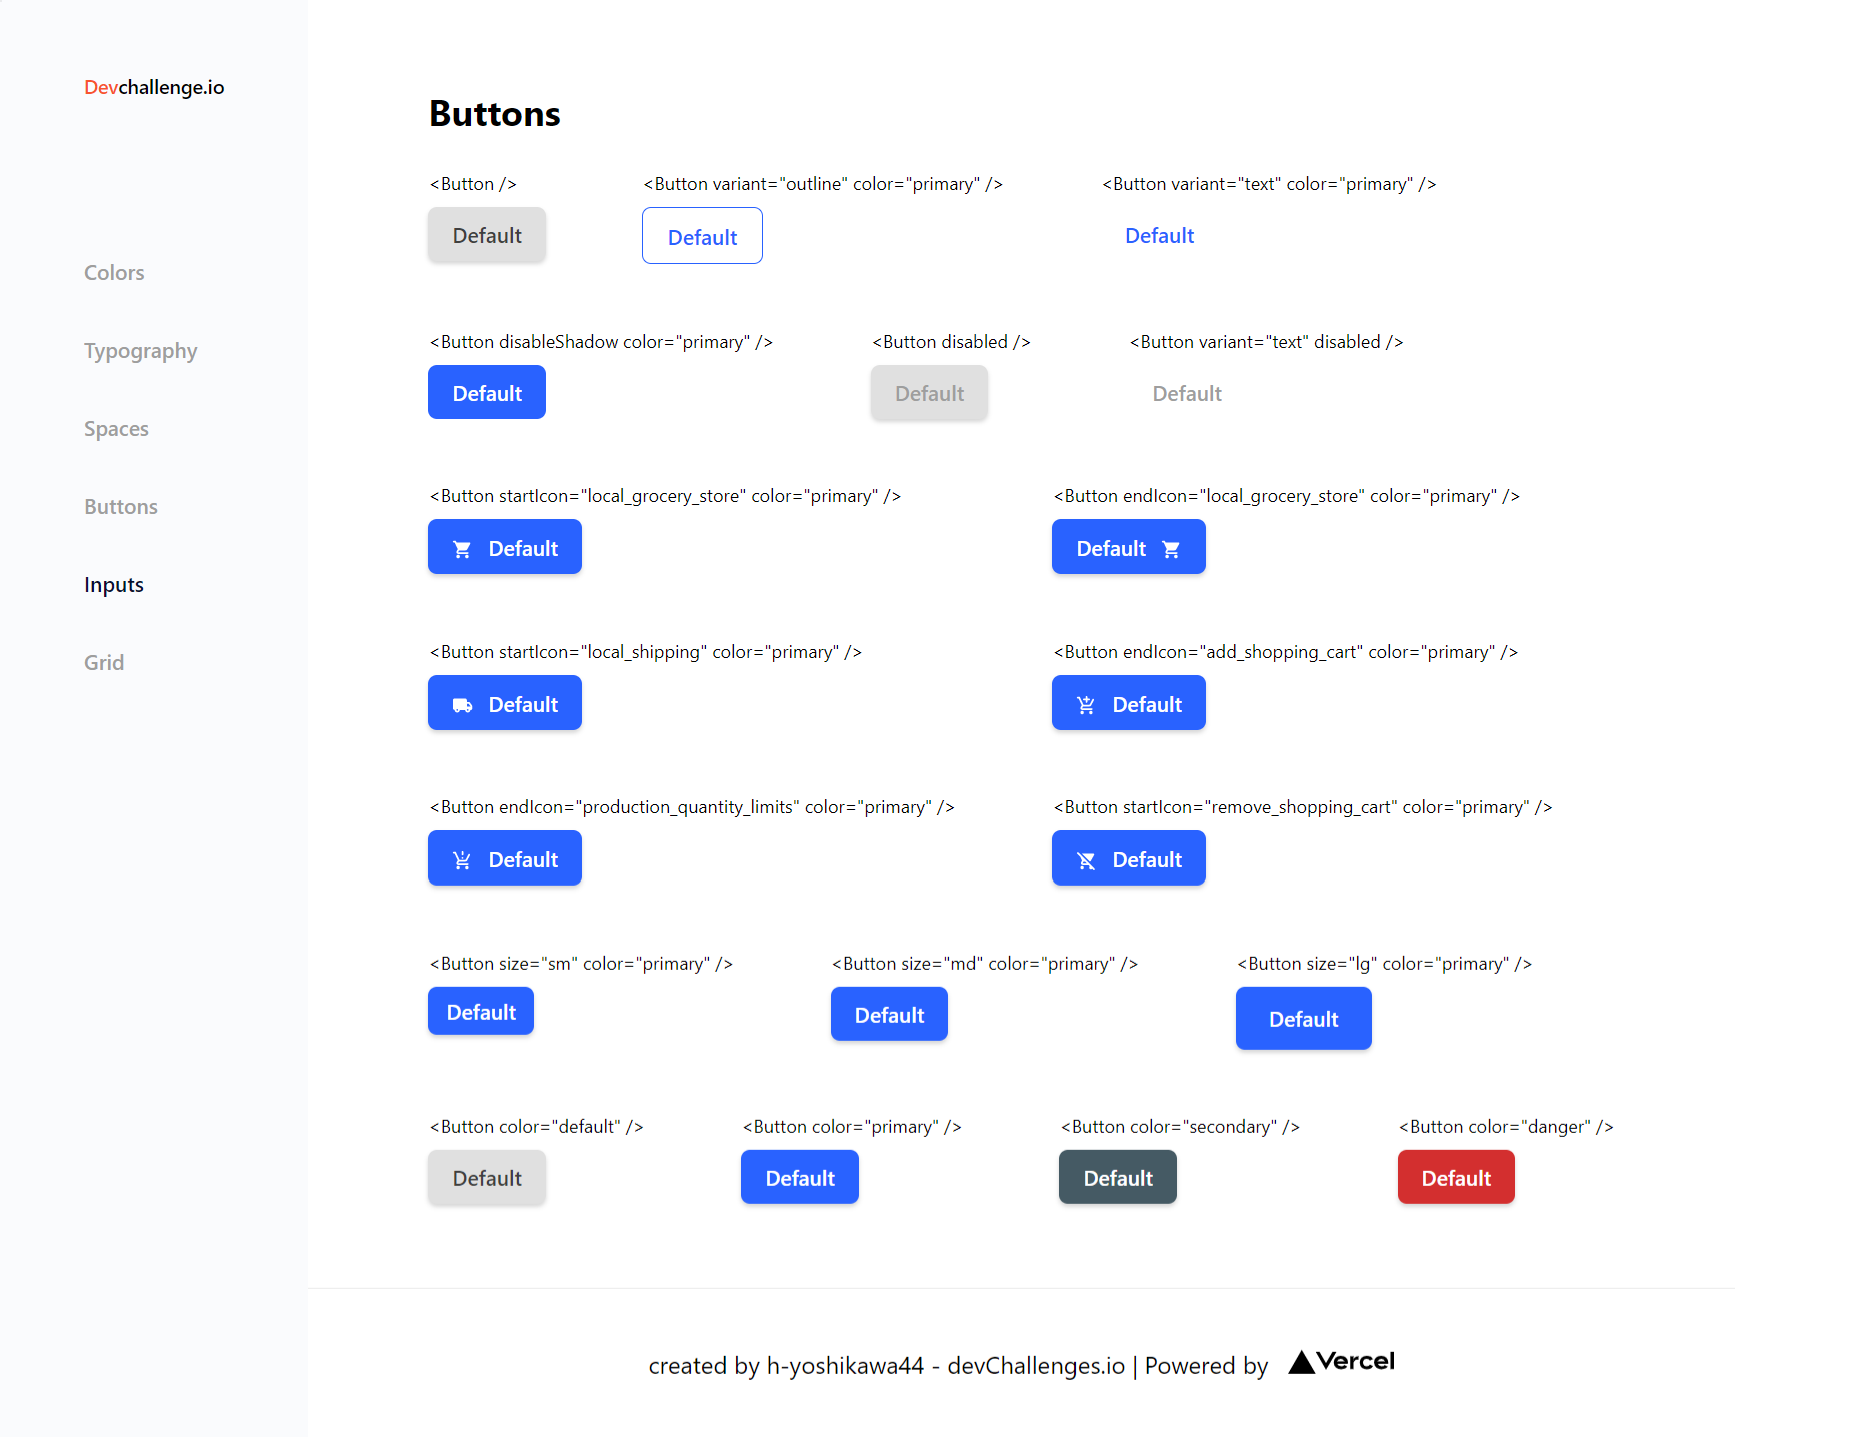 Devchallenge.io
Colors
Typography
Spaces
Buttons
Inputs
Grid
Buttons
<Button />
Default
<Button variant="outline" color="primary" />
Default
<Button variant="text" color="primary" />
Default
<Button disableShadow color="primary" />
Default
<Button disabled />
Default
<Button variant="text" disabled />
Default
<Button startIcon="local_grocery_store" color="primary" />
Default
<Button endIcon="local_grocery_store" color="primary" />
Default
<Button startIcon="local_shipping" color="primary" />
Default
<Button endIcon="add_shopping_cart" color="primary" />
Default
<Button endIcon="production_quantity_limits" color="primary" />
Default
<Button startIcon="remove_shopping_cart" color="primary" />
Default
<Button size="sm" color="primary" />
Default
<Button size="md" color="primary" />
Default
<Button size="lg" color="primary" />
Default
<Button color="default" />
Default
<Button color="primary" />
Default
<Button color="secondary" />
Default
<Button color="danger" />
Default
created by h-yoshikawa44 - devChallenges.io | Powered by Vercel